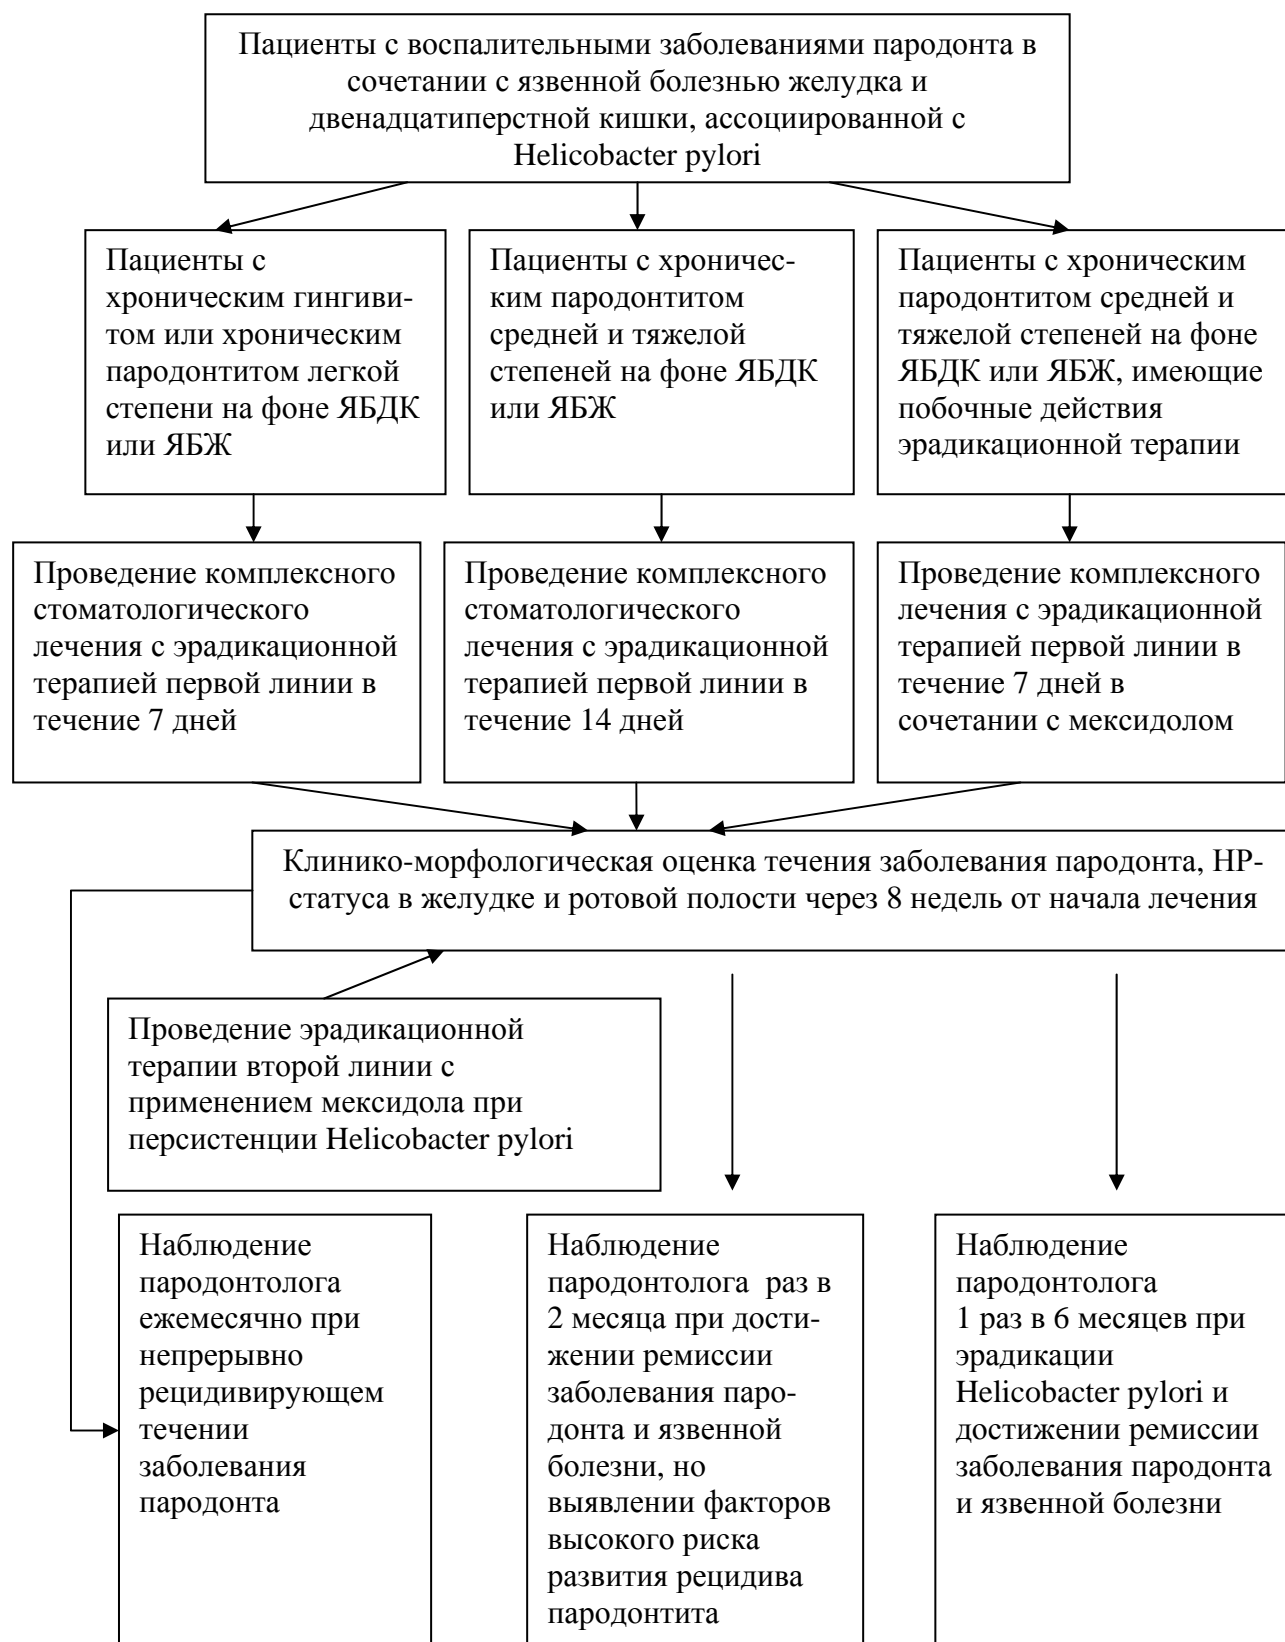 Пациенты с воспалительными заболеваниями пародонта в
сочетании с язвенной болезнью желудка и
двенадцатиперстной кишки, ассоциированной с
Helicobacter pylori
Пациенты с
хроническим гингиви-
том или хроническим
пародонтитом легкой
степени на фоне ЯБДК
или ЯБЖ
Пациенты с хроничес-
ким пародонтитом
средней и тяжелой
степеней на фоне ЯБДК
или ЯБЖ
Пациенты с хроническим
пародонтитом средней и
тяжелой степеней на фоне
ЯБДК или ЯБЖ, имеющие
побочные действия
эрадикационной терапии
Проведение комплексного
стоматологического
лечения с эрадикационной
терапией первой линии в
течение 7 дней
Проведение комплексного
стоматологического
лечения с эрадикационной
терапией первой линии в
течение 14 дней
Проведение комплексного
лечения с эрадикационной
терапией первой линии в
течение 7 дней в
сочетании с мексидолом
Клинико-морфологическая оценка течения заболевания пародонта, НР-
статуса в желудке и ротовой полости через 8 недель от начала лечения
Проведение эрадикационной
терапии второй линии с
применением мексидола при
персистенции Helicobacter pylori
Наблюдение
пародонтолога
ежемесячно при
непрерывно
рецидивирующем
течении
заболевания
пародонта
Наблюдение
пародонтолога  раз в
2 месяца при дости-
жении ремиссии
заболевания паро-
донта и язвенной
болезни, но
выявлении факторов
высокого риска
развития рецидива
пародонтита
Наблюдение
пародонтолога
1 раз в 6 месяцев при
эрадикации
Helicobacter pylori и
достижении ремиссии
заболевания пародонта
и язвенной болезни